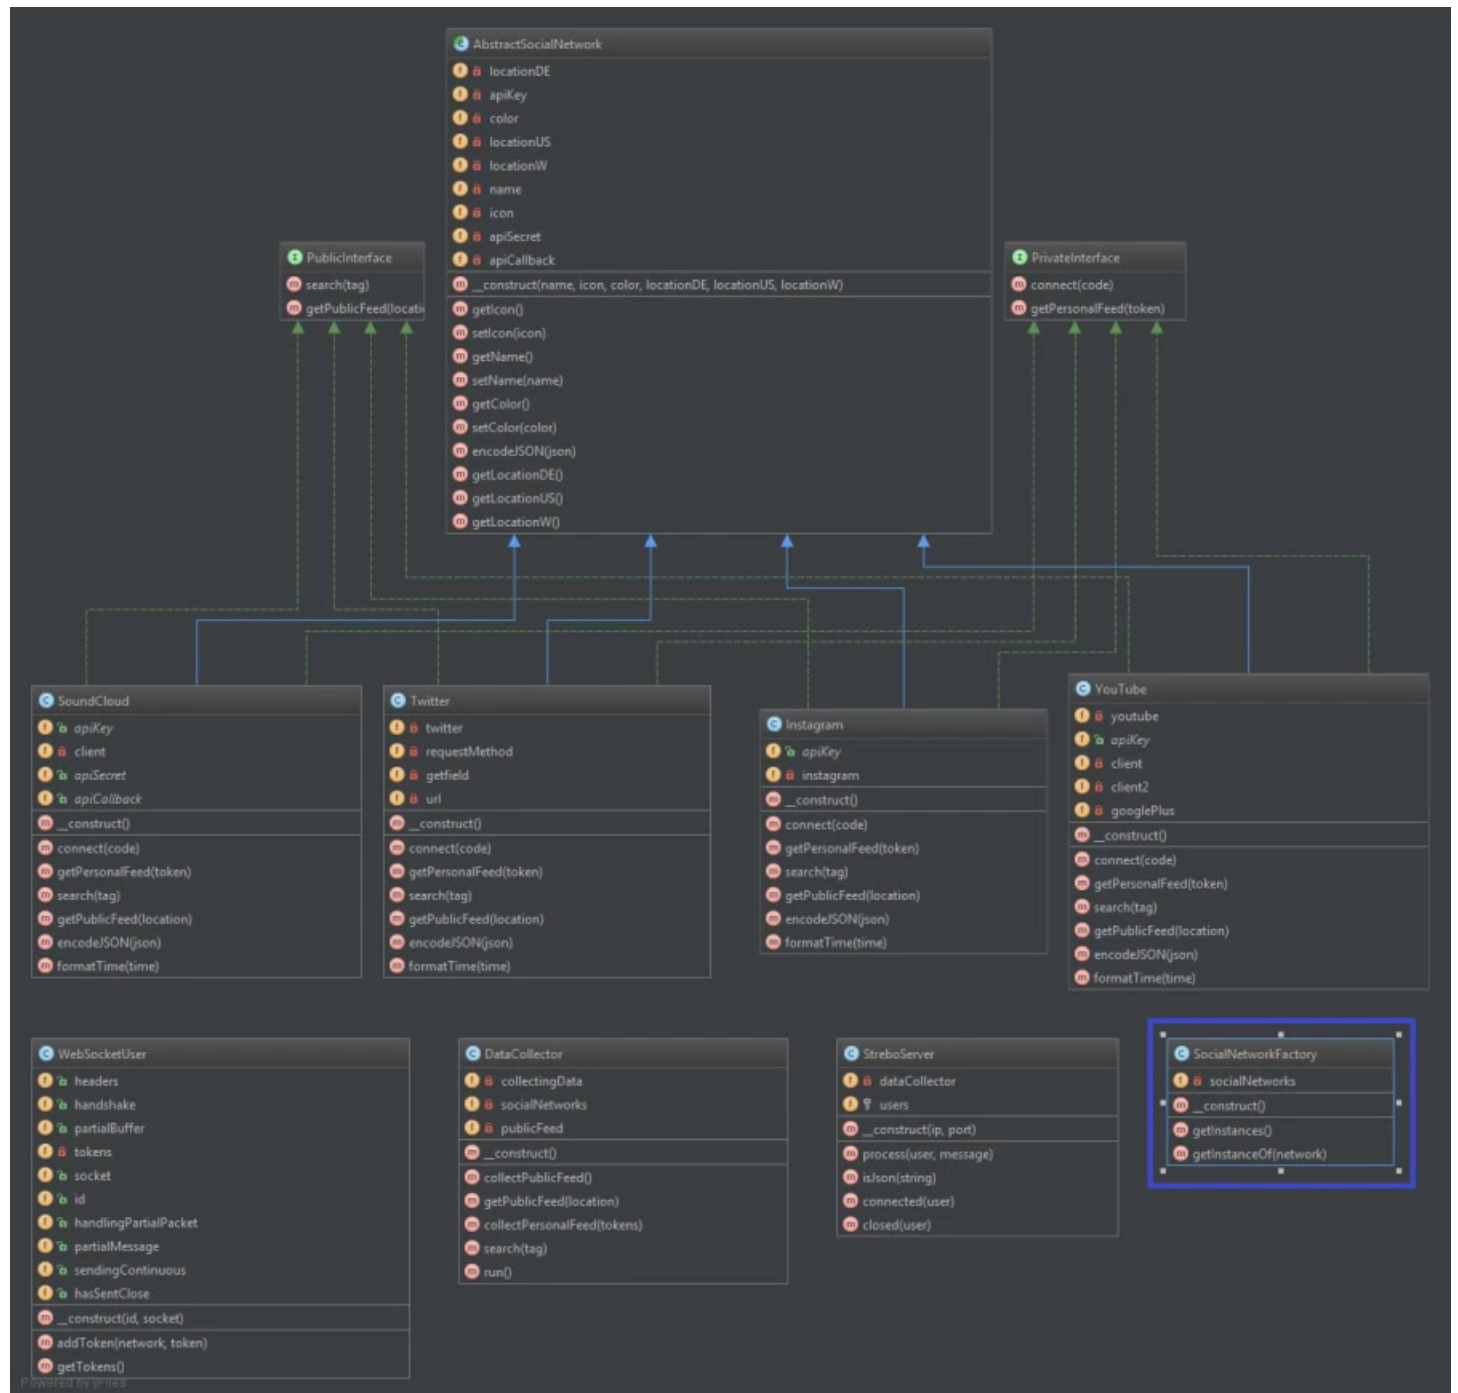 AbstractSocialNetwork
locationDE
apiKey
color
locationUS
locationW
name
icon
apiSecret
apiCallback
__construct(name, icon, color, locationDE, locationUS, locationW)
getIcon()
setIcon(icon)
getName()
setName(name)
getColor()
setColor(color)
encodeJSON(json)
getLocationDE()
getLocationUS()
getLocationW()
PublicInterface
search(tag)
getPublicFeed(locati
PrivateInterface
connect(code)
getPersonalFeed(token)
SoundCloud
apiKey
client
apiSecret
apiCallback
__construct()
connect(code)
getPersonalFeed(token)
search(tag)
getPublicFeed(location)
encodeJSON(json)
formatTime(time)
Twitter
twitter
requestMethod
getfield
url
__construct()
connect(code)
getPersonalFeed(token)
search(tag)
getPublicFeed(location)
encodeJSON(json)
formatTime(time)
Instagram
apiKey
instagram
__construct()
connect(code)
getPersonalFeed(token)
search(tag)
getPublicFeed(location)
encodeJSON(json)
formatTime(time)
YouTube
youtube
apiKey
client
client2
googlePlus
__construct()
connect(code)
getPersonalFeed(token)
search(tag)
getPublicFeed(location)
encodeJSON(json)
formatTime(time)
WebSocketUser
headers
handshake
partialBuffer
tokens
socket
id
handlingPartialPacket
partialMessage
sendingContinuous
hasSentClose
__construct(id, socket)
addToken(network, token)
getTokens()
DataCollector
collectingData
socialNetworks
publicFeed
__construct()
collectPublicFeed()
getPublicFeed(location)
collectPersonalFeed(tokens)
search(tag)
run()
StreboServer
dataCollector
users
__construct(ip, port)
process(user, message)
isJson(string)
connected(user)
closed(user)
SocialNetworkFactory
socialNetworks
__construct()
getInstances()
getInstanceOf(network)
Powered by yFiles